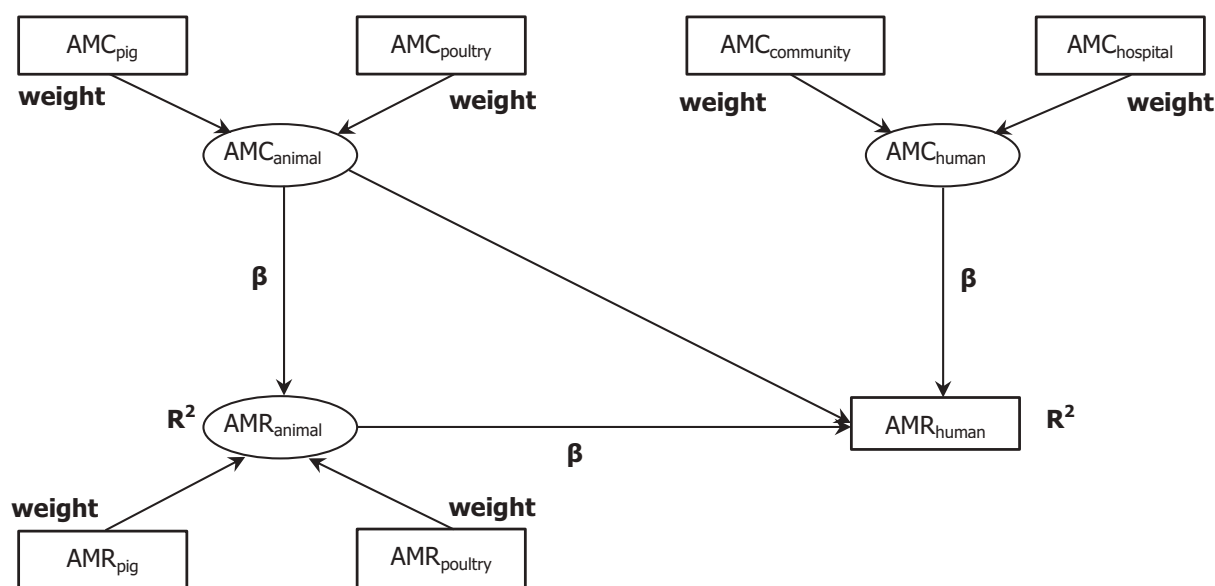 AMCpig
AMCpoultry
AMCcommunity
AMChospital
weight
weight
weight
weight
AMCanimal
AMChuman
β
β
R²
AMRanimal
AMRhuman
R²
β
weight
weight
AMRpig
AMRpoultry